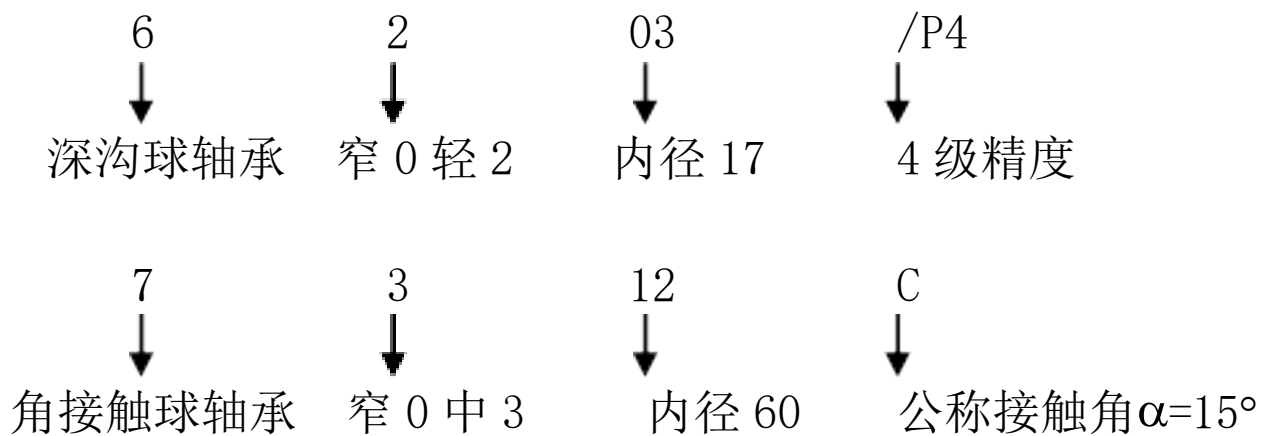 6 2 03 /P4
深沟球轴承 窄 0 轻 2 内径 17 4 级精度
7 3 12 C
角接触球轴承 窄 0 中 3 内径 60 公称接触角α=15°